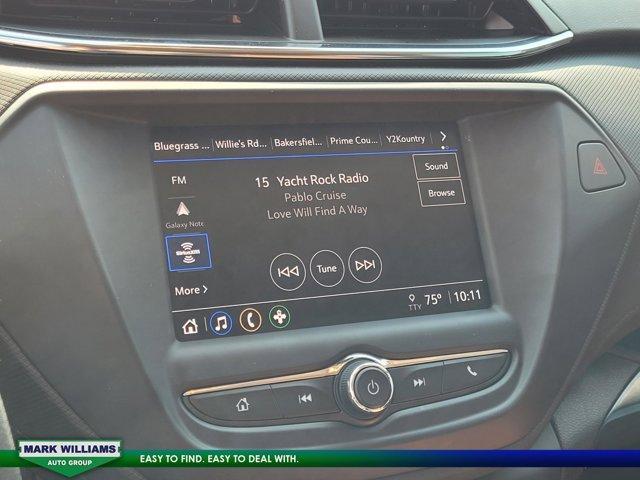 Bluegrass ... Willie's Rd... Bakersfiel... Prime Cou... Y2Kountry
FM
15 Yacht Rock Radio
Pablo Cruise
Love Will Find A Way
Sound
Browse
Galaxy Note
SiriusXM
Tune
More
TTY 75° 10:11
MARK WILLIAMS
AUTO GROUP
EASY TO FIND. EASY TO DEAL WITH.